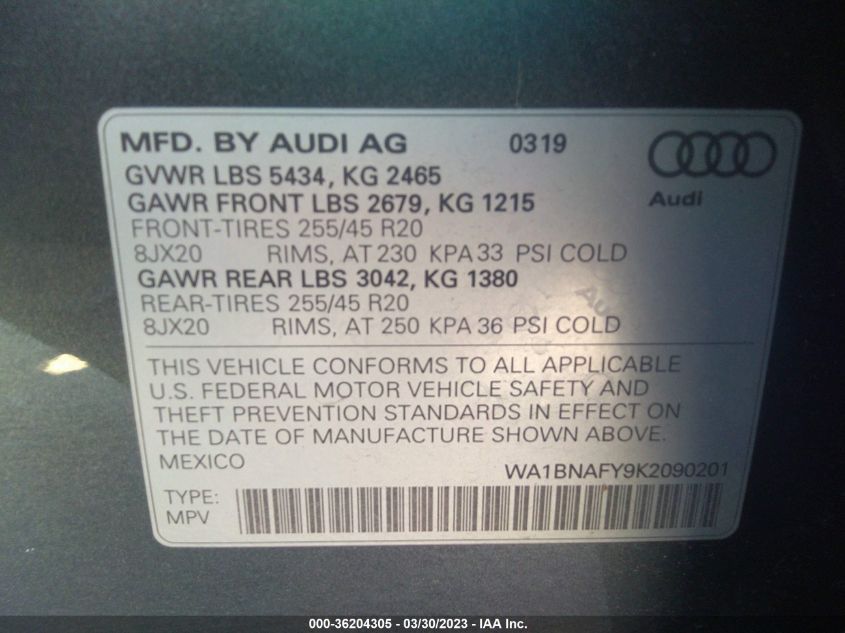 MFD. BY AUDI AG 0319
GVWR LBS 5434, KG 2465
GAWR FRONT LBS 2679, KG 1215
Audi
FRONT-TIRES 255/45 R20
8JX20 RIMS, AT 230 KPA 33 PSI COLD
GAWR REAR LBS 3042, KG 1380
REAR-TIRES 255/45 R20
8JX20 RIMS, AT 250 KPA 36 PSI COLD
THIS VEHICLE CONFORMS TO ALL APPLICABLE
U.S. FEDERAL MOTOR VEHICLE SAFETY AND
THEFT PREVENTION STANDARDS IN EFFECT ON
THE DATE OF MANUFACTURE SHOWN ABOVE.
MEXICO
WA1BNAFY9K2090201
TYPE:
MPV
000-36204305 - 03/30/2023 - IAA Inc.